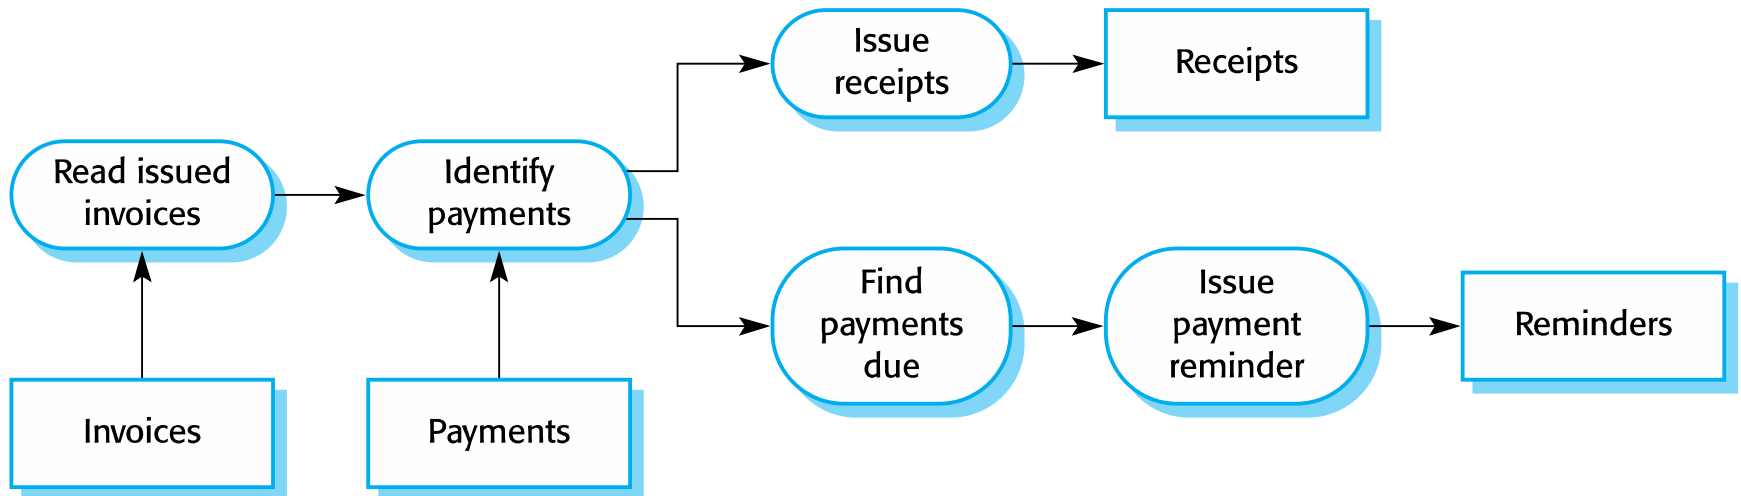 Issue
receipts
Receipts
Read issued
invoices
Identify
payments
Find
payments
due
Issue
payment
reminder
Reminders
Invoices
Payments